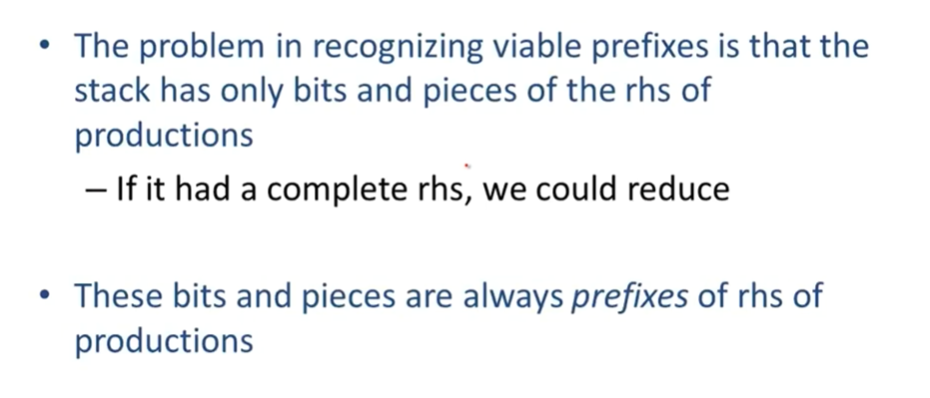 • The problem in recognizing viable prefixes is that the
stack has only bits and pieces of the rhs of
productions
– If it had a complete rhs, we could reduce
• These bits and pieces are always prefixes of rhs of
productions